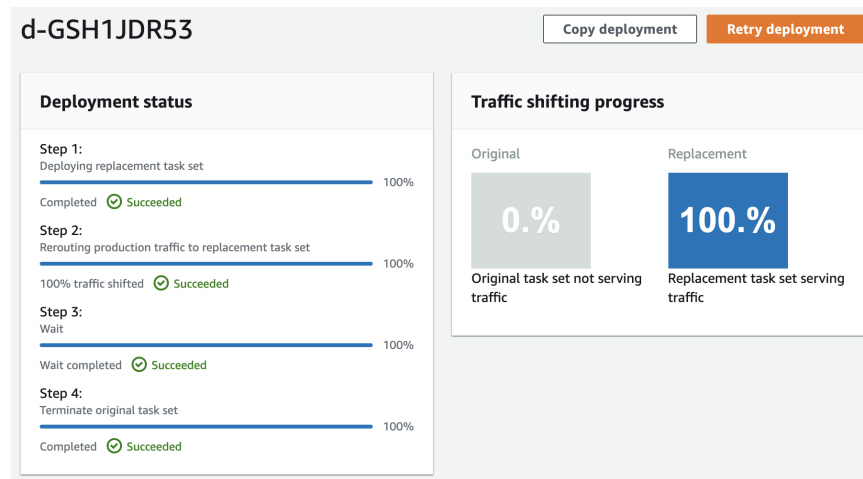 d-GSH1JDR53
Copy deployment
Retry deployment
Deployment status
Step 1:
Deploying replacement task set
100%
Completed Succeeded
Step 2:
Rerouting production traffic to replacement task set
100%
100% traffic shifted Succeeded
Step 3:
Wait
100%
Wait completed Succeeded
Step 4:
Terminate original task set
100%
Completed Succeeded
Traffic shifting progress
Original
0.%
Original task set not serving
traffic
Replacement
100.%
Replacement task set serving
traffic